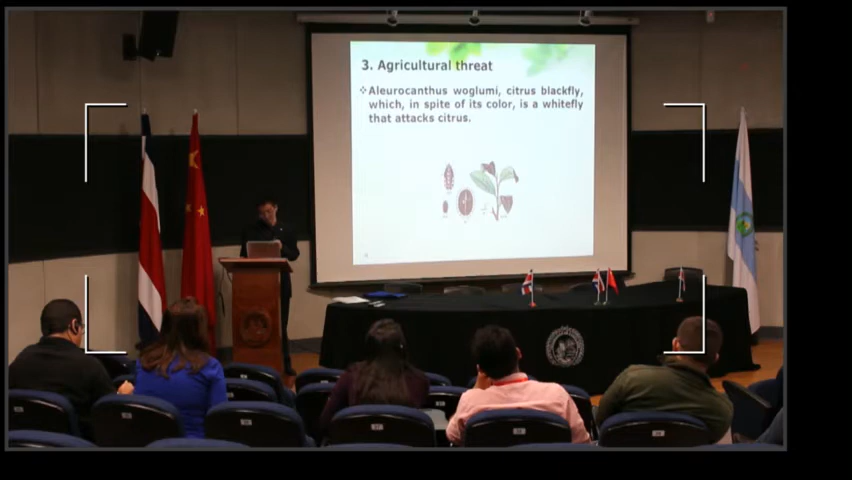 3. Agricultural threat
❖Aleurocanthus woglumi, citrus blackfly,
which, in spite of its color, is a whitefly
that attacks citrus.